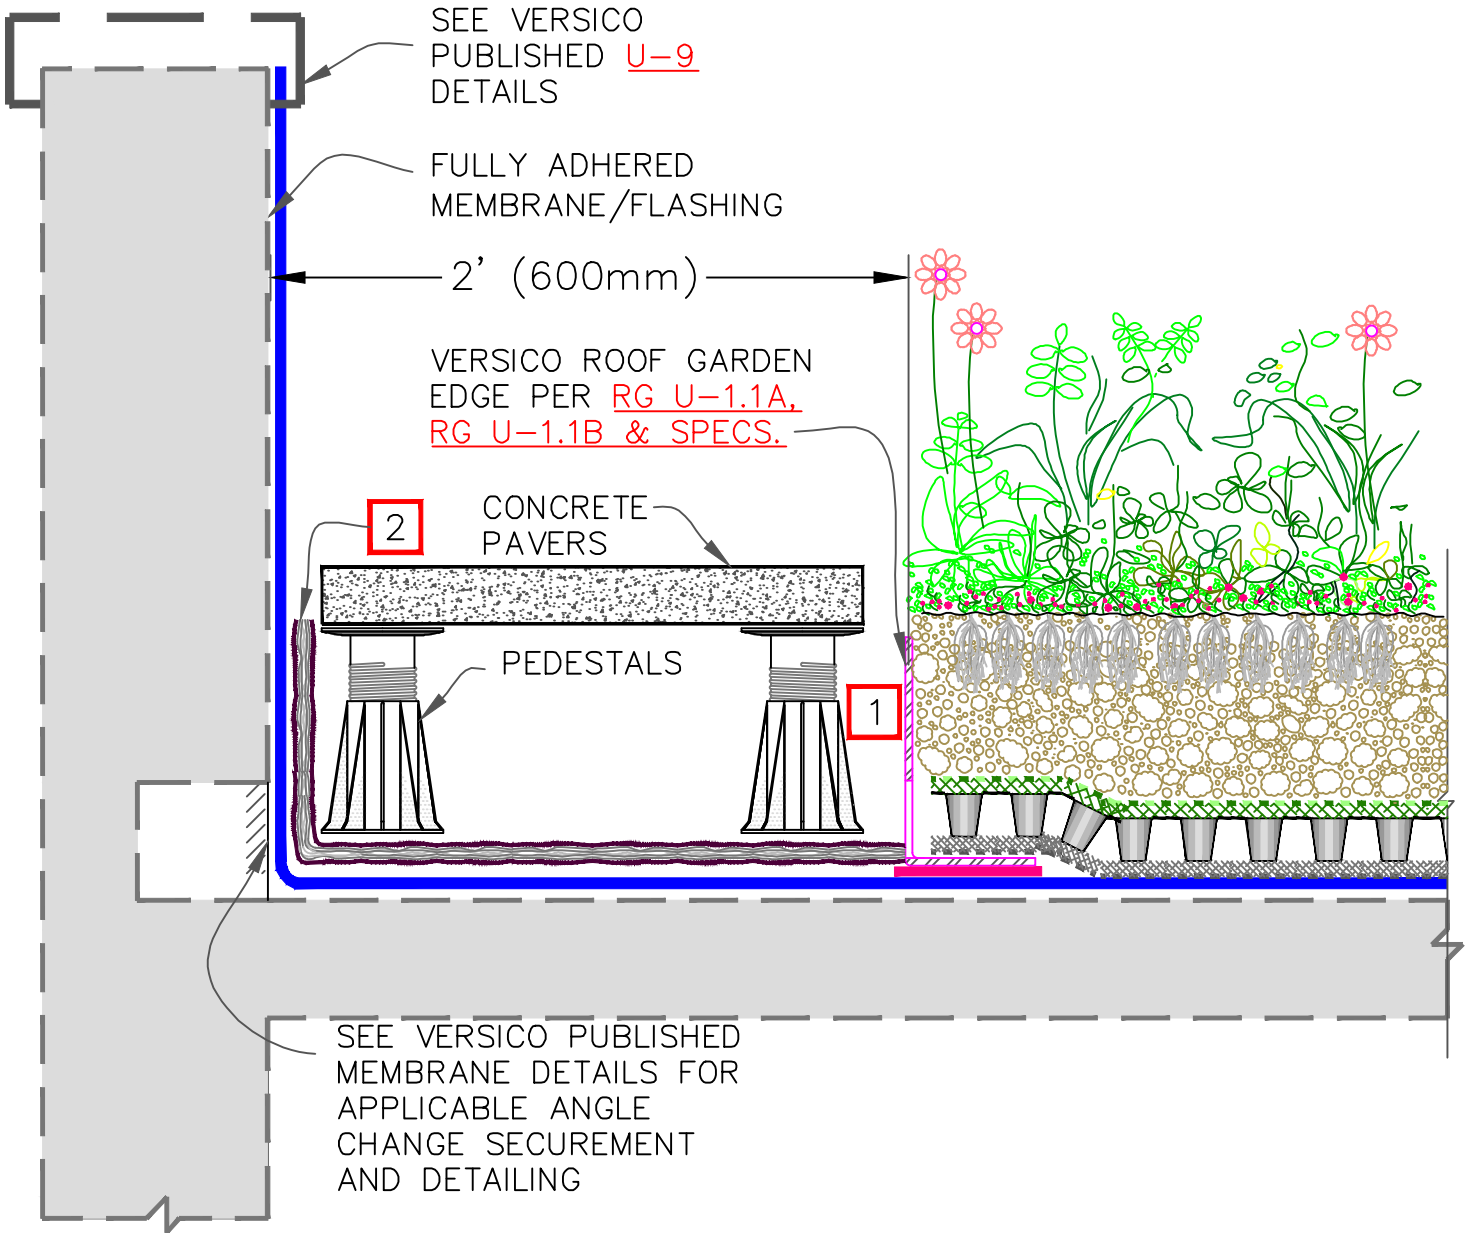 SEE VERSICO
PUBLISHED U-9
DETAILS
FULLY ADHERED
MEMBRANE/FLASHING
2' (600mm)
VERSICO ROOF GARDEN
EDGE PER RG U-1.1A,
RG U-1.1B & SPECS.
2
CONCRETE
PAVERS
PEDESTALS
1
SEE VERSICO PUBLISHED
MEMBRANE DETAILS FOR
APPLICABLE ANGLE
CHANGE SECUREMENT
AND DETAILING